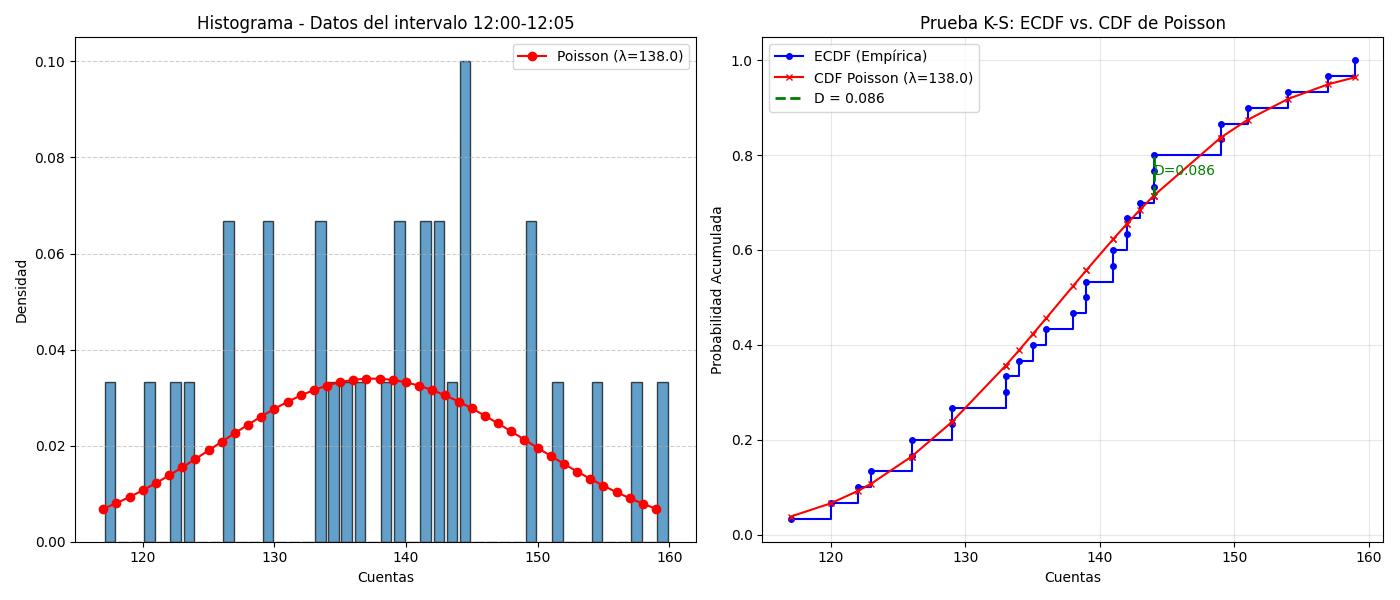 Histograma - Datos del intervalo 12:00-12:05
Poisson (λ=138.0)
0.10
0.08
0.06
0.04
0.02
0.00
Densidad
120
130
140
150
160
Cuentas
Prueba K-S: ECDF vs. CDF de Poisson
ECDF (Empírica)
CDF Poisson (λ=138.0)
D = 0.086
D=0.086
1.0
0.8
0.6
0.4
0.2
0.0
Probabilidad Acumulada
120
130
140
150
160
Cuentas